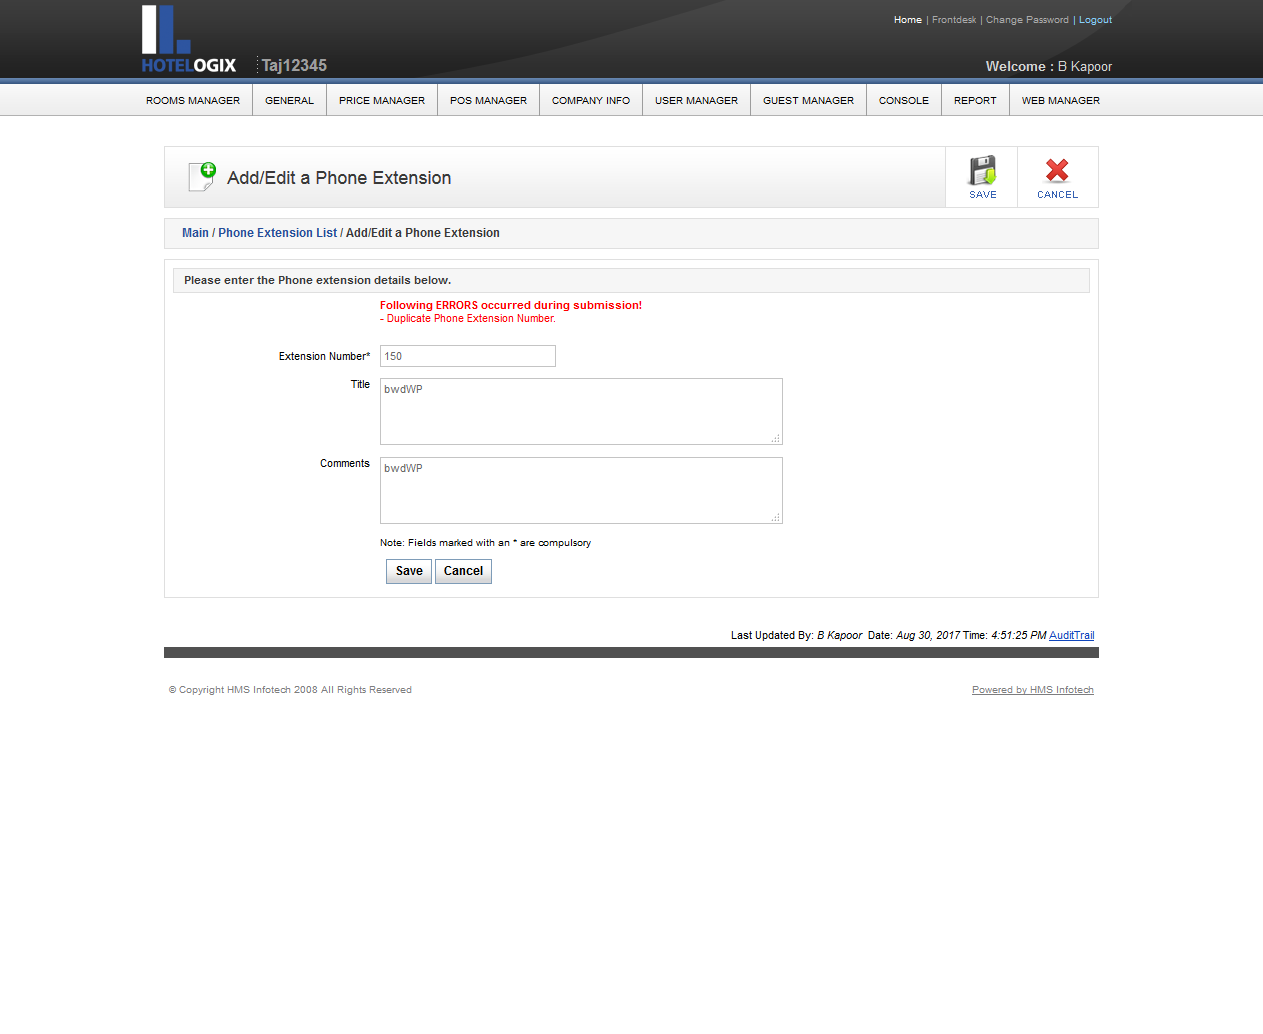 Home | Frontdesk | Change Password | Logout
HOTELOGIX Taj12345
Welcome : B Kapoor
ROOMS MANAGER GENERAL PRICE MANAGER POS MANAGER COMPANY INFO USER MANAGER GUEST MANAGER CONSOLE REPORT WEB MANAGER
Add/Edit a Phone Extension
SAVE CANCEL
Main / Phone Extension List / Add/Edit a Phone Extension
Please enter the Phone extension details below.
Following ERRORS occurred during submission!
- Duplicate Phone Extension Number.
Extension Number* 150
Title bwdWP
Comments bwdWP
Note: Fields marked with an * are compulsory
Save Cancel
Last Updated By: B Kapoor Date: Aug 30, 2017 Time: 4:51:25 PM AuditTrail
© Copyright HMS Infotech 2008 All Rights Reserved
Powered by HMS Infotech